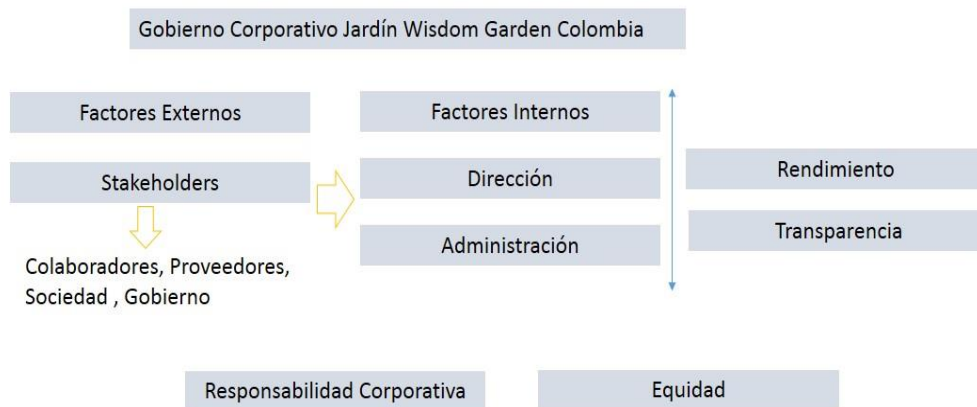 Gobierno Corporativo Jardín Wisdom Garden Colombia
Factores Externos
Stakeholders
Colaboradores, Proveedores,
Sociedad , Gobierno
Factores Internos
Dirección
Administración
Rendimiento
Transparencia
Responsabilidad Corporativa
Equidad